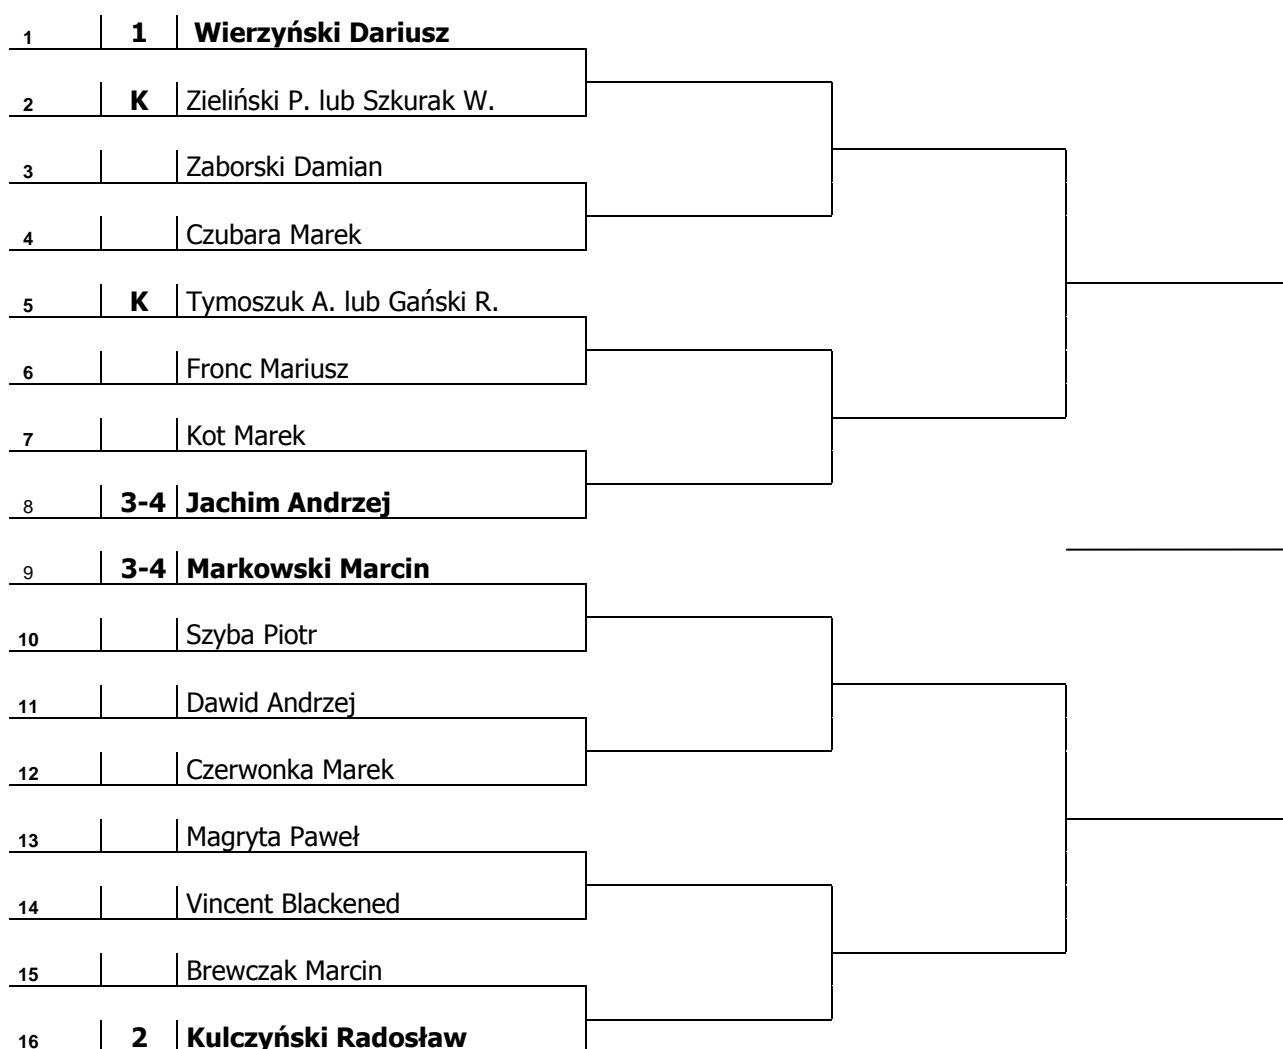 1 1 Wierzyński Dariusz
2 K Zieliński P. lub Szkurak W.
3 Zaborski Damian
4 Czubara Marek
5 K Tymoszuk A. lub Gański R.
6 Fronc Mariusz
7 Kot Marek
8 3-4 Jachim Andrzej
9 3-4 Markowski Marcin
10 Szyba Piotr
11 Dawid Andrzej
12 Czerwonka Marek
13 Magryta Paweł
14 Vincent Blackened
15 Brewczak Marcin
16 2 Kulczyński Radosław